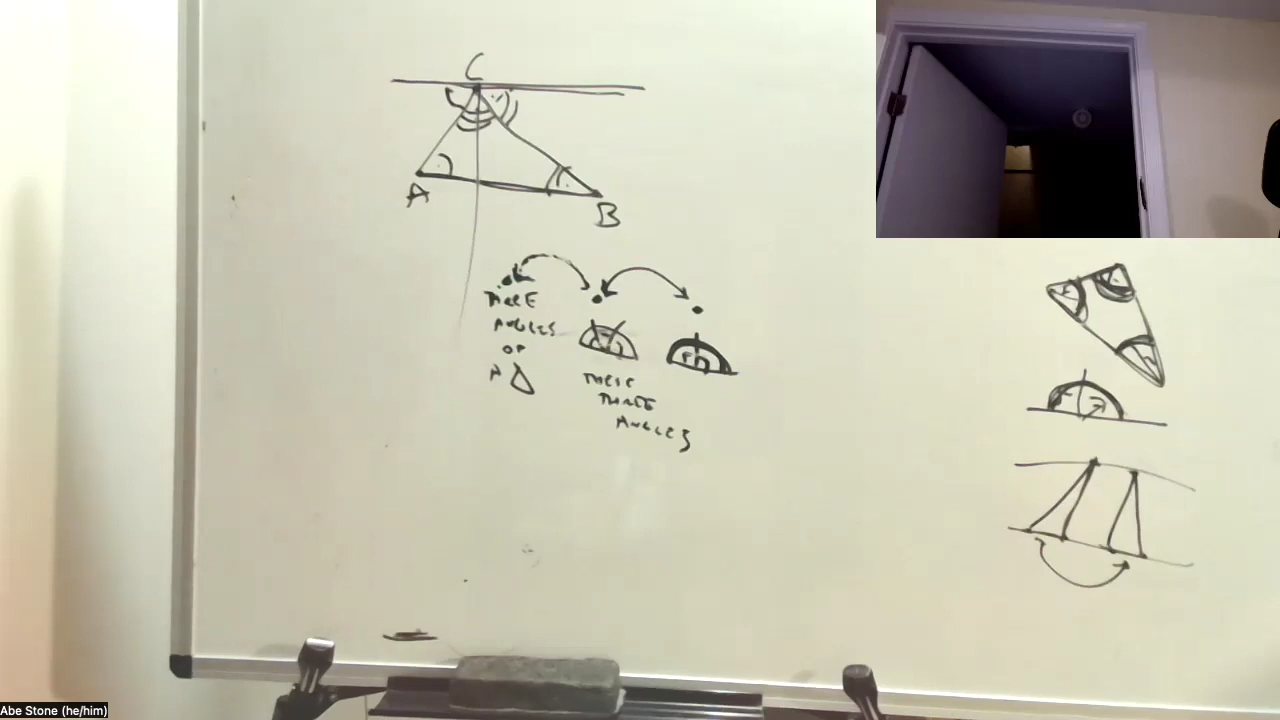 C
A
B
THREE
ANGLES
OF
A
THESE
THREE
ANGLES
Abe Stone (he/him)